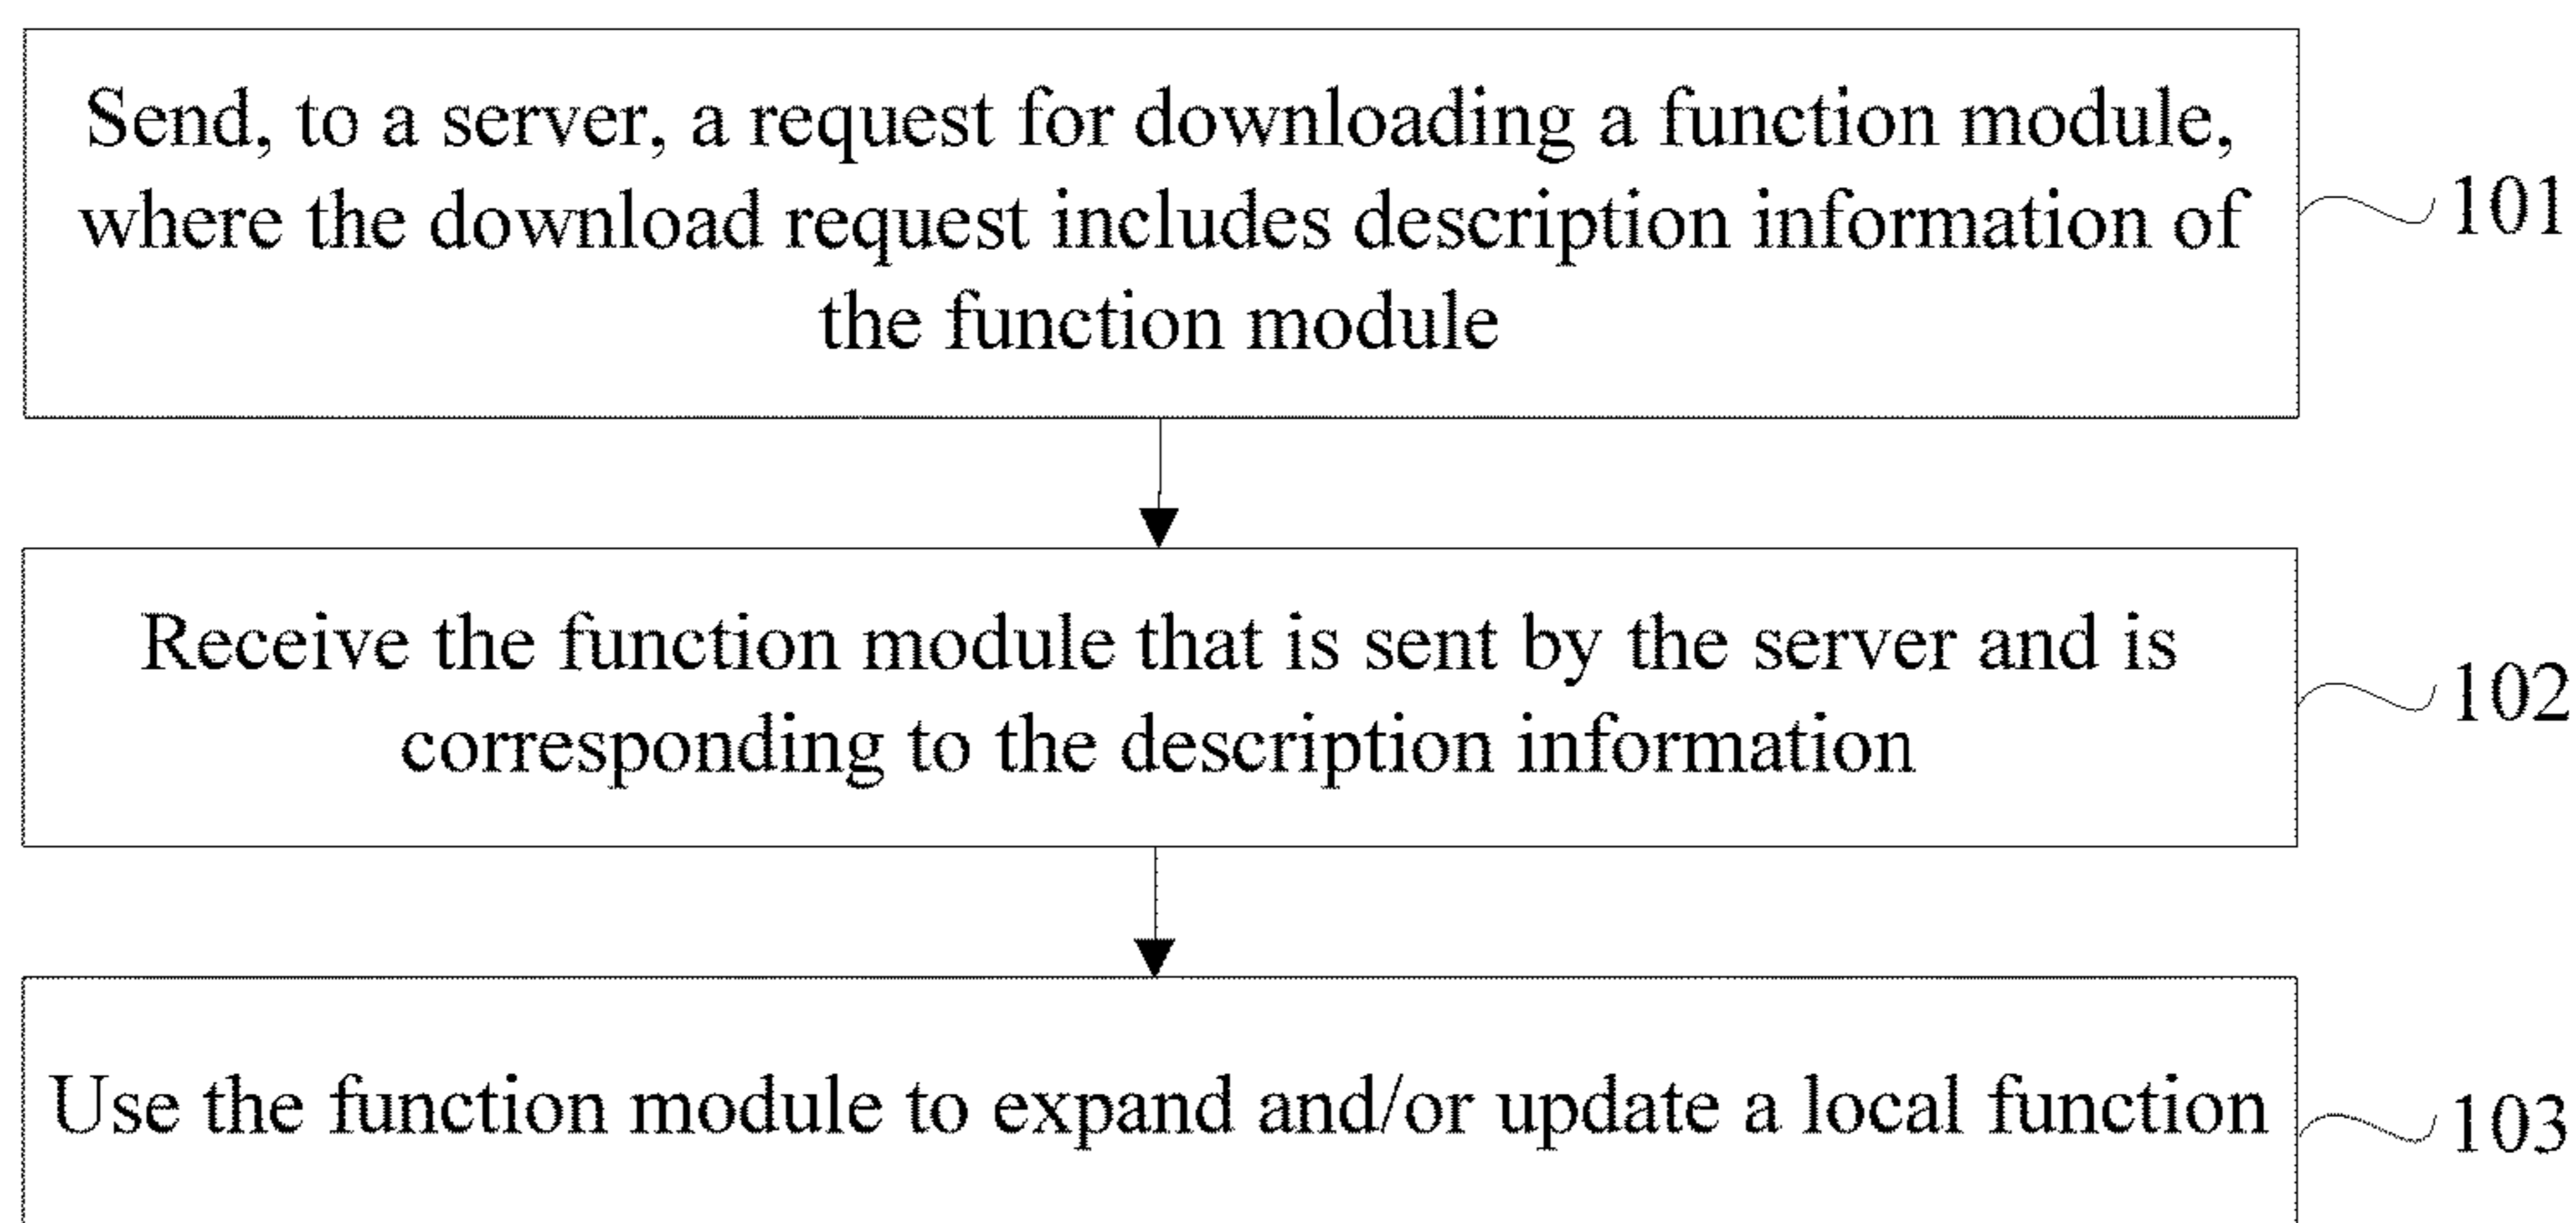 Send, to a server, a request for downloading a function module,
where the download request includes description information of
the function module
101
Receive the function module that is sent by the server and is
corresponding to the description information
102
Use the function module to expand and/or update a local function
103